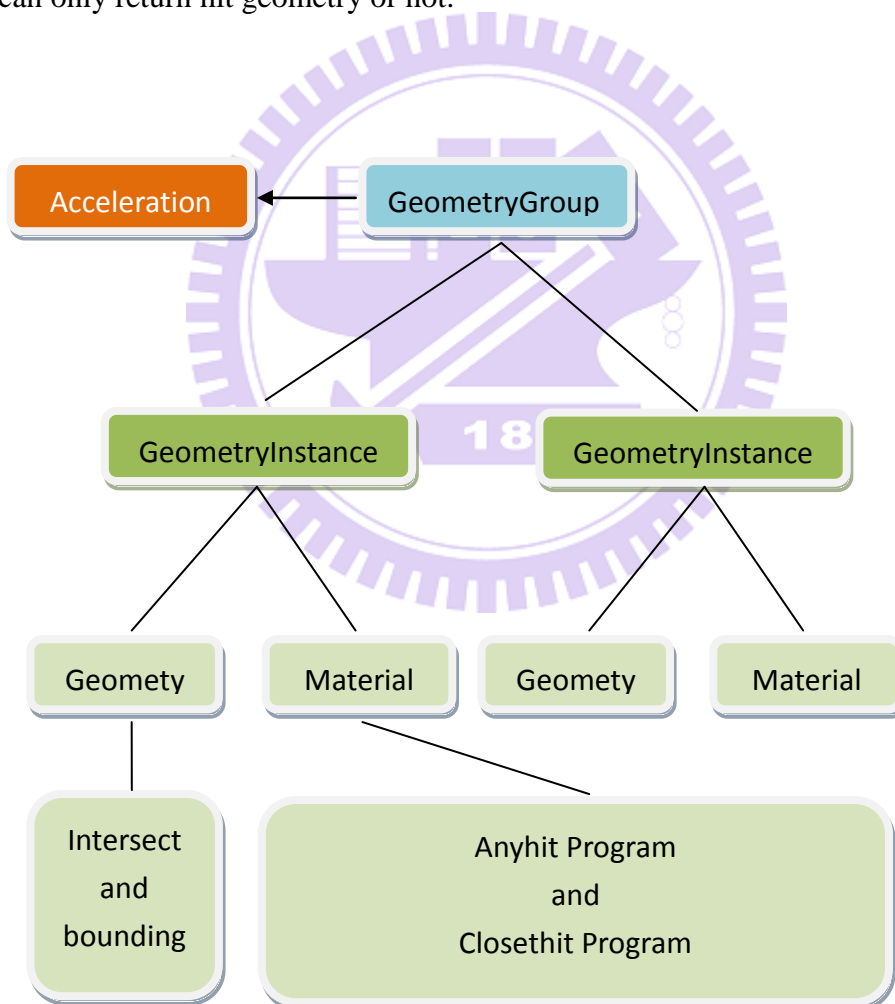 can only return hit geometry or not.
Acceleration
GeometryGroup
GeometryInstance
18
GeometryInstance
Geomety
Material
Geomety
Material
Intersect
and
bounding
Anyhit Program
and
Closethit Program